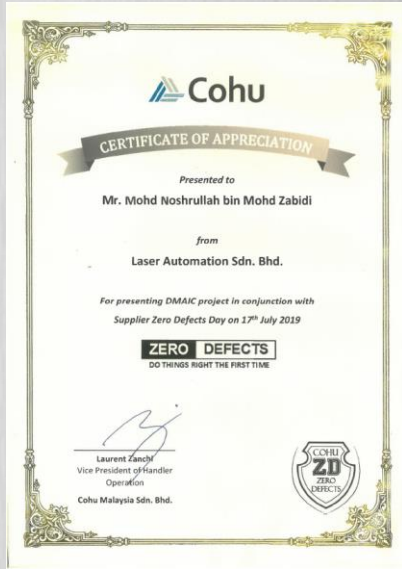 Cohu
CERTIFICATE OF APPRECIATION
Presented to
Mr. Mohd Noshrullah bin Mohd Zabidi
from
Laser Automation Sdn. Bhd.
For presenting DMAIC project in conjunction with
Supplier Zero Defects Day on 17th July 2019
ZERO DEFECTS
DO THINGS RIGHT THE FIRST TIME
Laurent Zanchi
Vice President of Handler
Operation
Cohu Malaysia Sdn. Bhd.
COHU
ZD
ZERO
DEFECTS